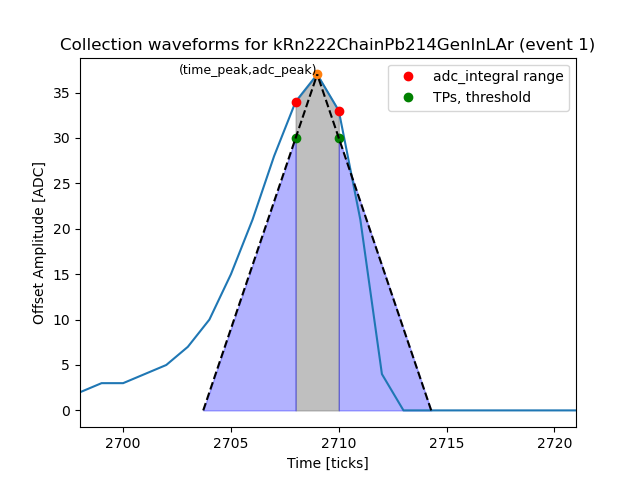 Collection waveforms for kRn222ChainPb214GenInLAr (event 1)
(time_peak,adc_peak)
adc_integral range
TPs, threshold
35
30
25
20
15
10
5
0
Offset Amplitude [ADC]
2700 2705 2710 2715 2720
Time [ticks]